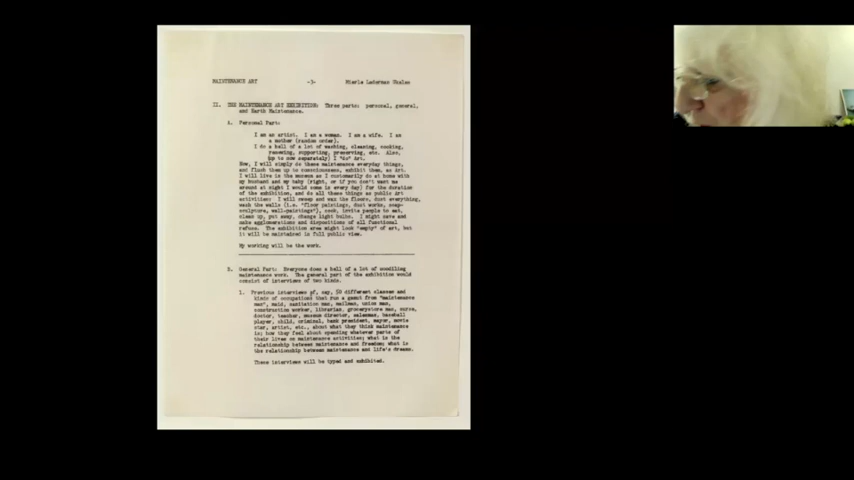 MAINTENANCE ART -3- Mierle Laderman Ukeles
II. THE MAINTENANCE ART EXHIBITION: Three parts: personal, general,
and Earth Maintenance.
A. Personal Part:
I am an artist. I am a woman. I am a wife. I am
a mother (random order).
I do a hell of a lot of washing, cleaning, cooking,
renewing, supporting, preserving, etc. Also,
up to now separately) I "do" Art.
Now, I will simply do these maintenance everyday things,
and flush them up to consciousness, exhibit them, as Art.
I will live in the museum as I customarily do at home with
my husband and my baby (right, or if you don't want me
around at night I would come in every day) for the duration
of the exhibition, and do all these things as public Art
activities: I will sweep and wax the floors, dust everything,
wash the walls (i.e. "floor paintings, dust works, soap-
sculpture, wall-paintings"), cook, invite people to eat,
clean up, put away, change light bulbs. I might save and
make agglomerations and dispositions of all functional
refuse. The exhibition area might look "empty" of art, but
it will be maintained in full public view.
My working will be the work.
B. General Part: Everyone does a hell of a lot of noodling
maintenance work. The general part of the exhibition would
consist of interviews of two kinds.
1. Previous interviews of, say, 50 different classes and
kinds of occupations that run a gamut from "maintenance
man", maid, sanitation man, mailman, union man,
construction worker, librarian, grocerystore man, nurse,
doctor, teacher, museum director, salesman, baseball
player, child, criminal, bank president, mayor, movie
star, artist, etc., about what they think maintenance
is; how they feel about spending whatever parts of
their lives on maintenance activities; what is the
relationship between maintenance and freedom; what is
the relationship between maintenance and life's dreams.
These interviews will be typed and exhibited.